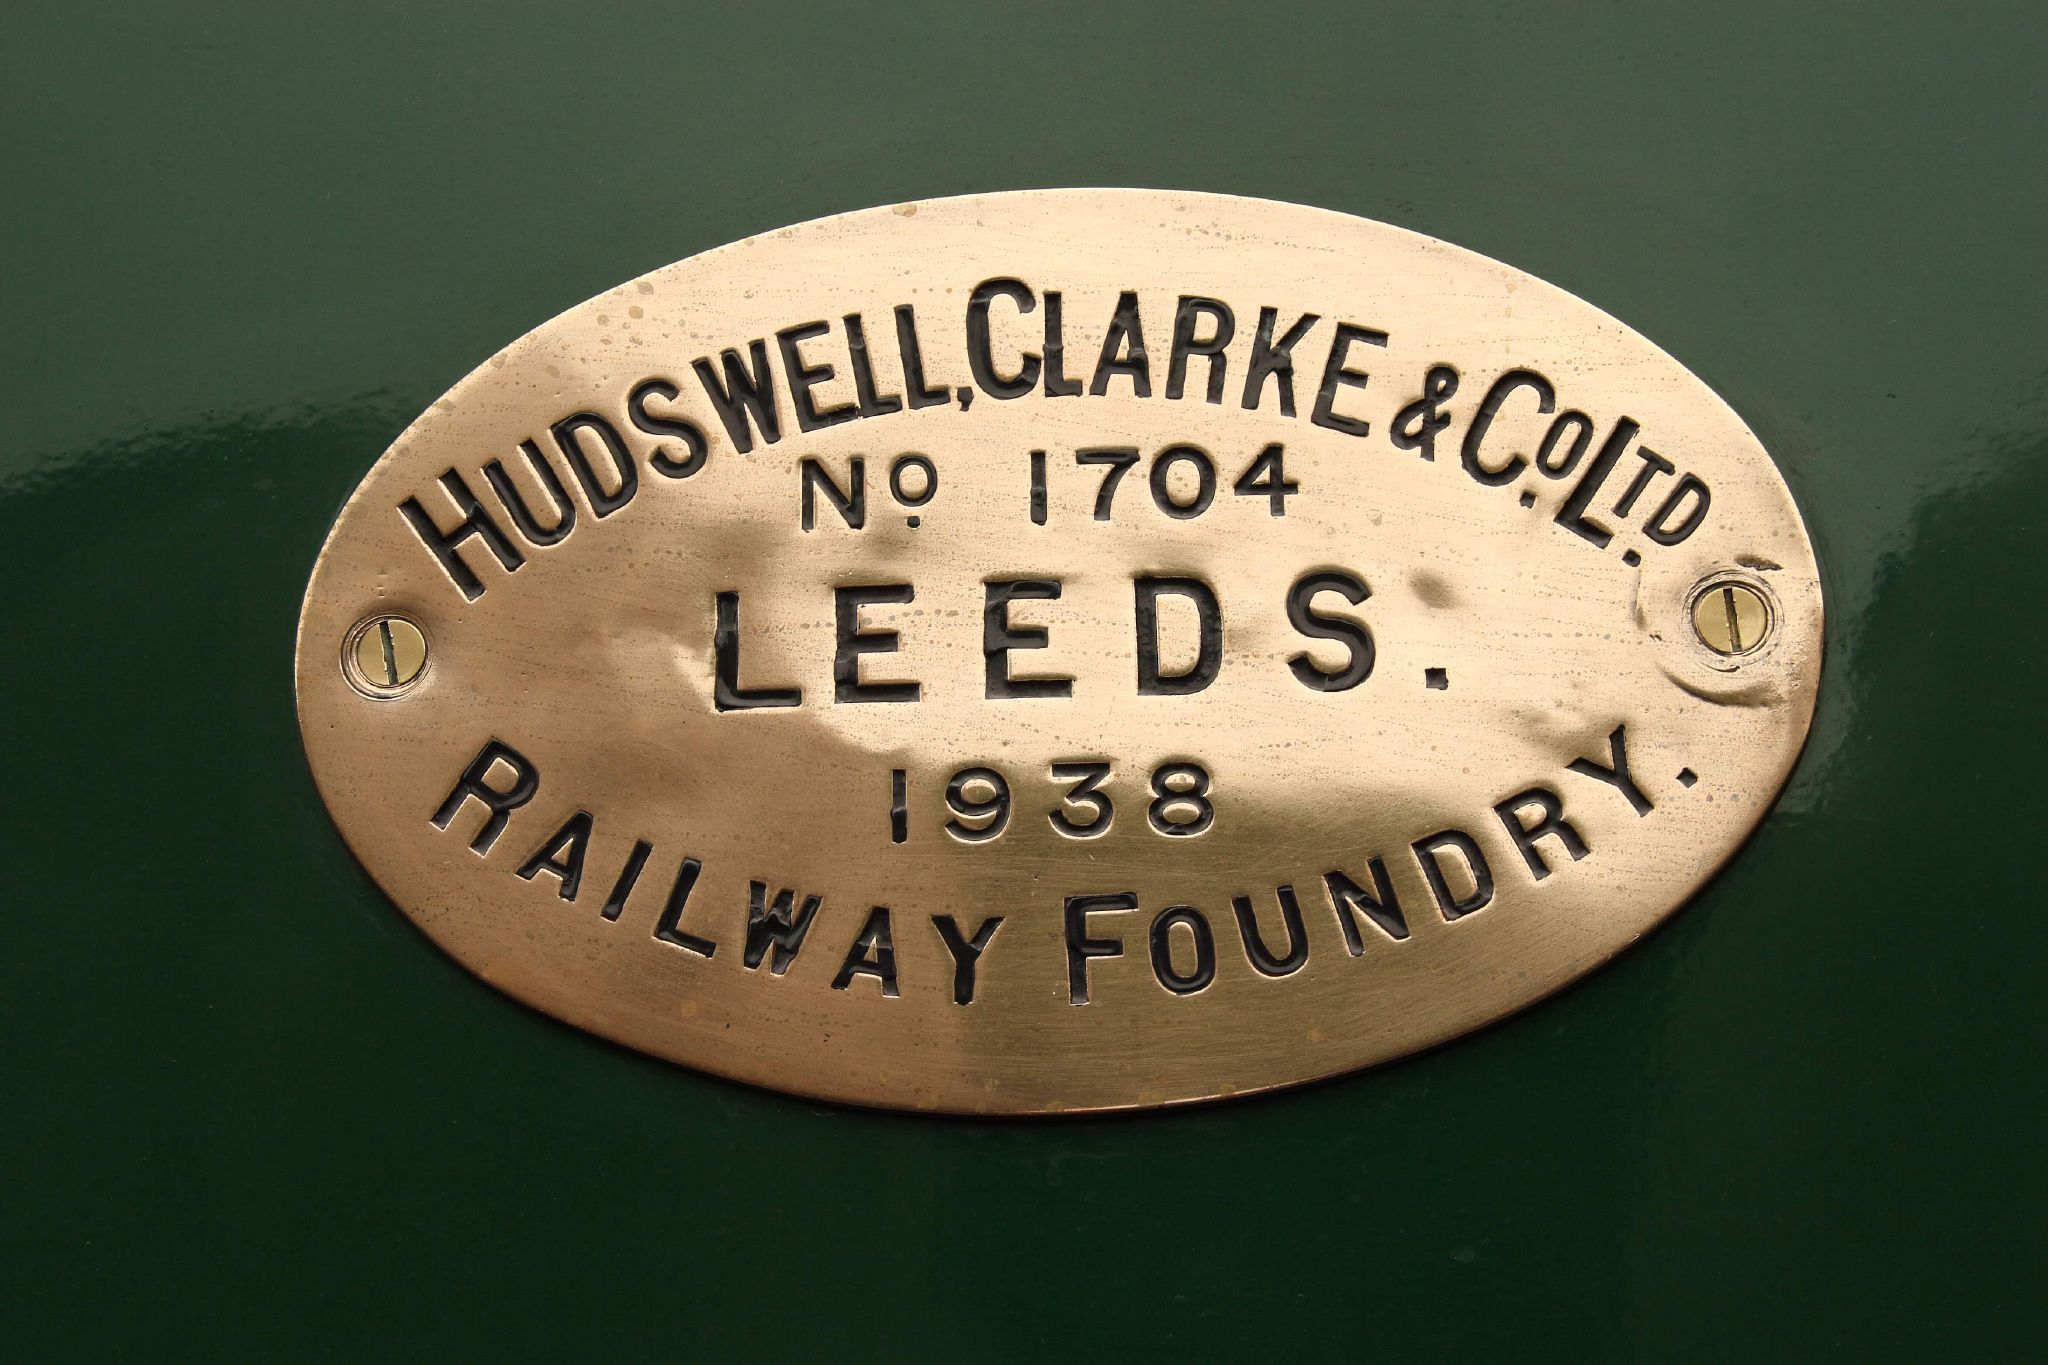 HUDSWELL, CLARKE & Co. LTD.
No. 1704
LEEDS.
1938
RAILWAY FOUNDRY.